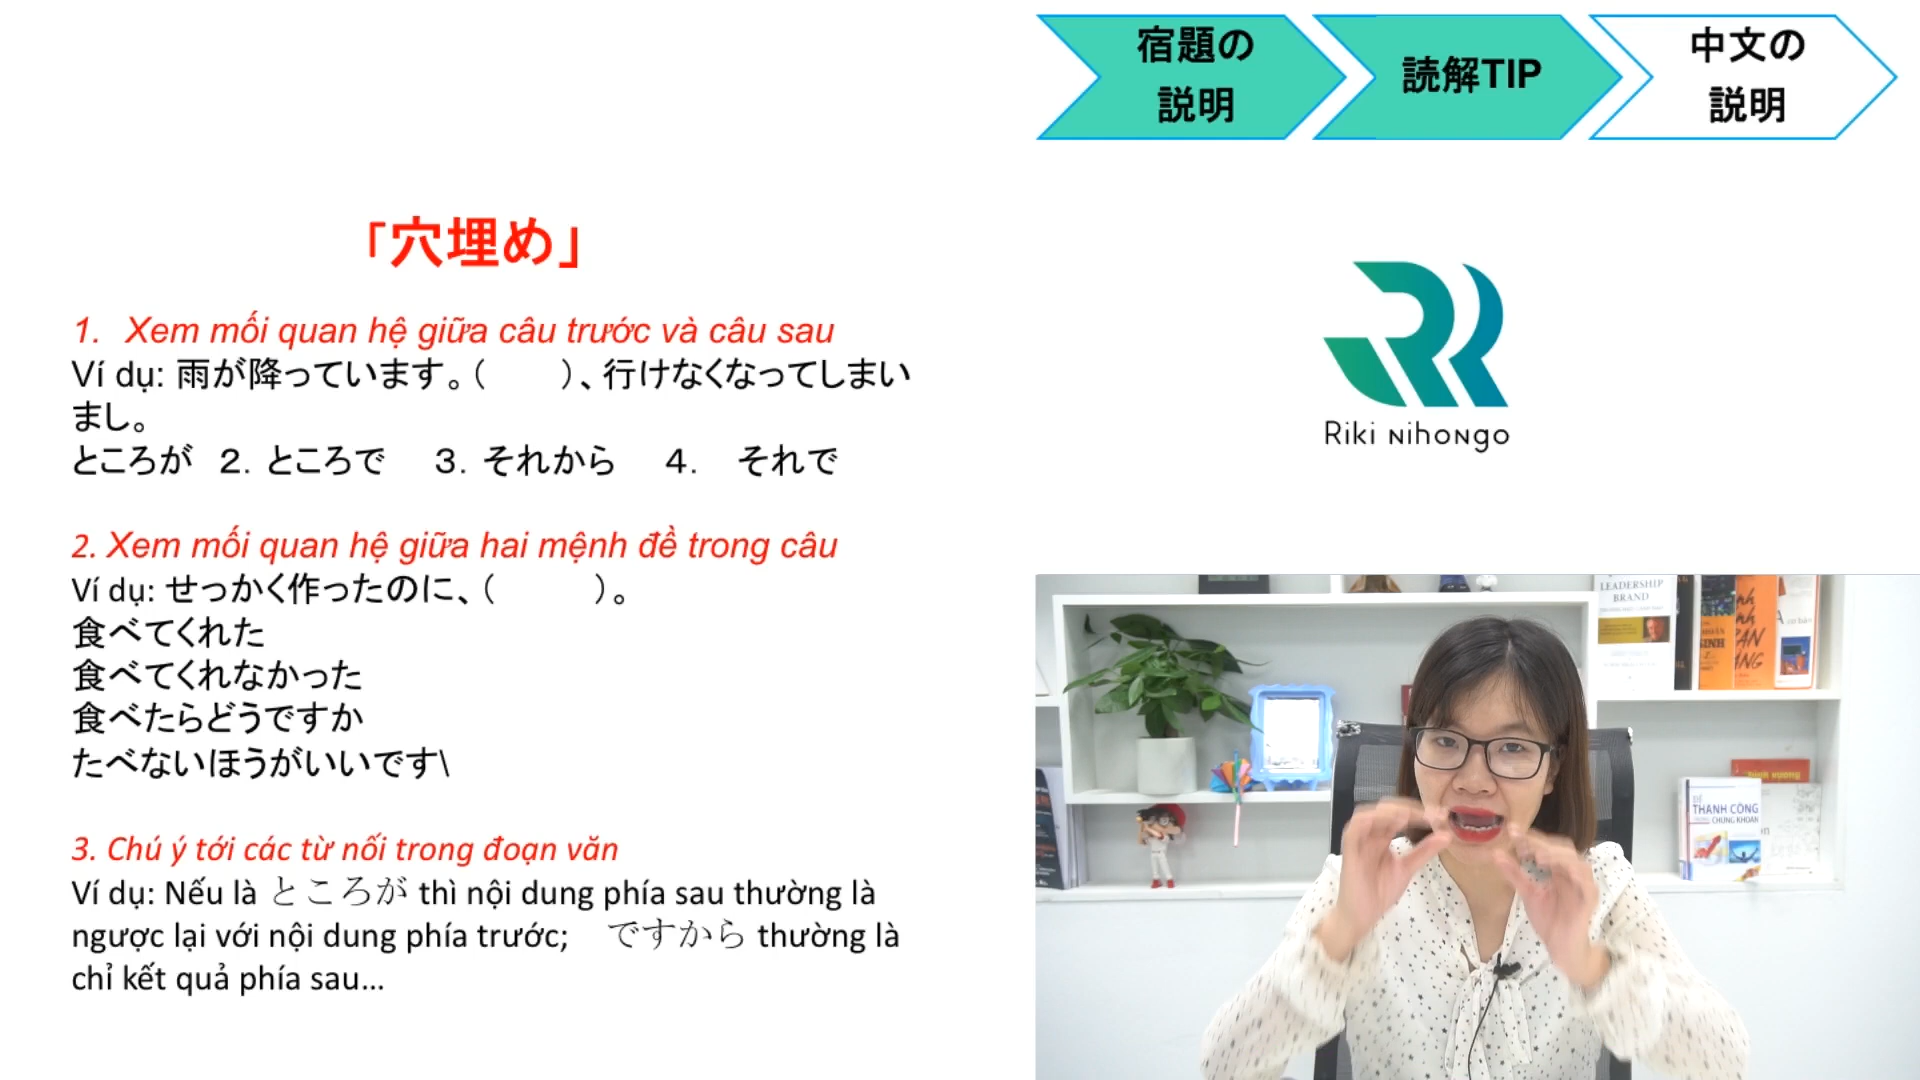 宿題の
説明
読解TIP
中文の
説明
「穴埋め」
1. Xem mối quan hệ giữa câu trước và câu sau
Ví dụ: 雨が降っています。（　　）、行けなくなってしまい
まし。
ところが　2. ところで　3. それから　4.　それで
2. Xem mối quan hệ giữa hai mệnh đề trong câu
Ví dụ: せっかく作ったのに、（　　　）。
食べてくれた
食べてくれなかった
食べたらどうですか
たべないほうがいいです\
3. Chú ý tới các từ nối trong đoạn văn
Ví dụ: Nếu là ところが thì nội dung phía sau thường là
ngược lại với nội dung phía trước;　ですから thường là
chỉ kết quả phía sau...
Riki Nihongo
LEADERSHIP
BRAND
THÀNH CÔNG
CHỨNG KHOÁN